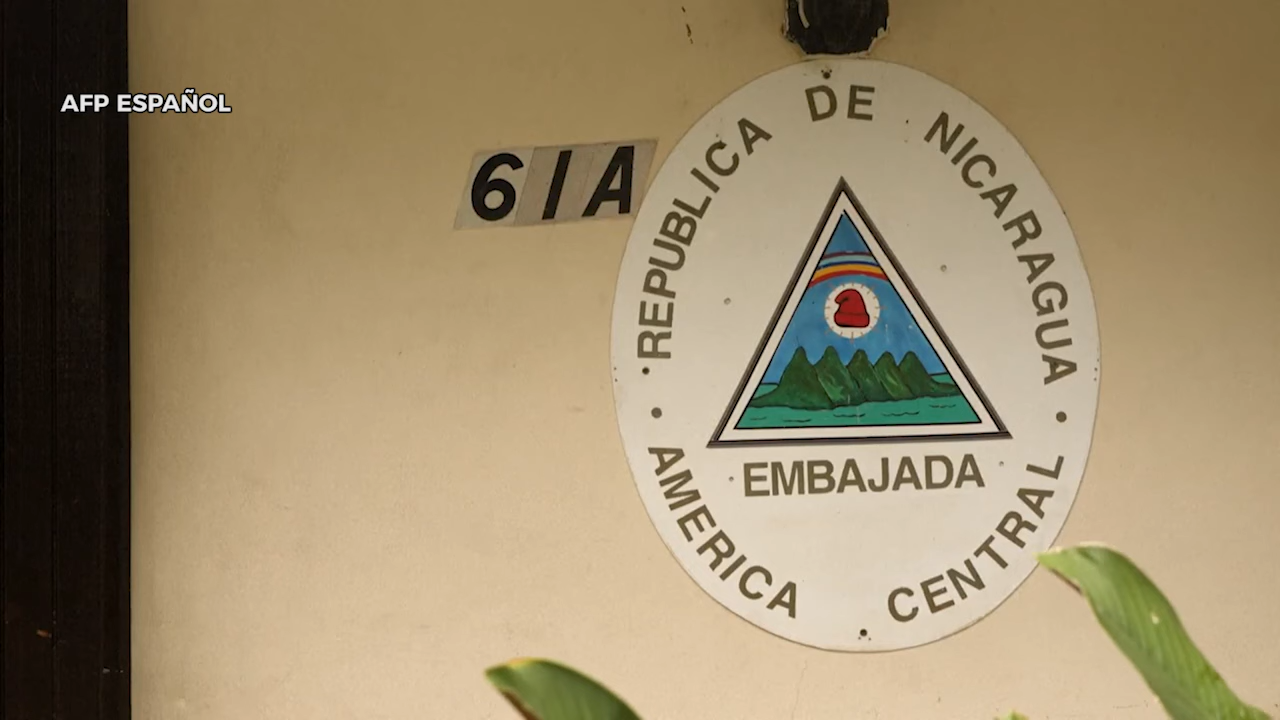 AFP ESPAÑOL
61A
REPUBLICA DE NICARAGUA
EMBAJADA
AMERICA CENTRAL